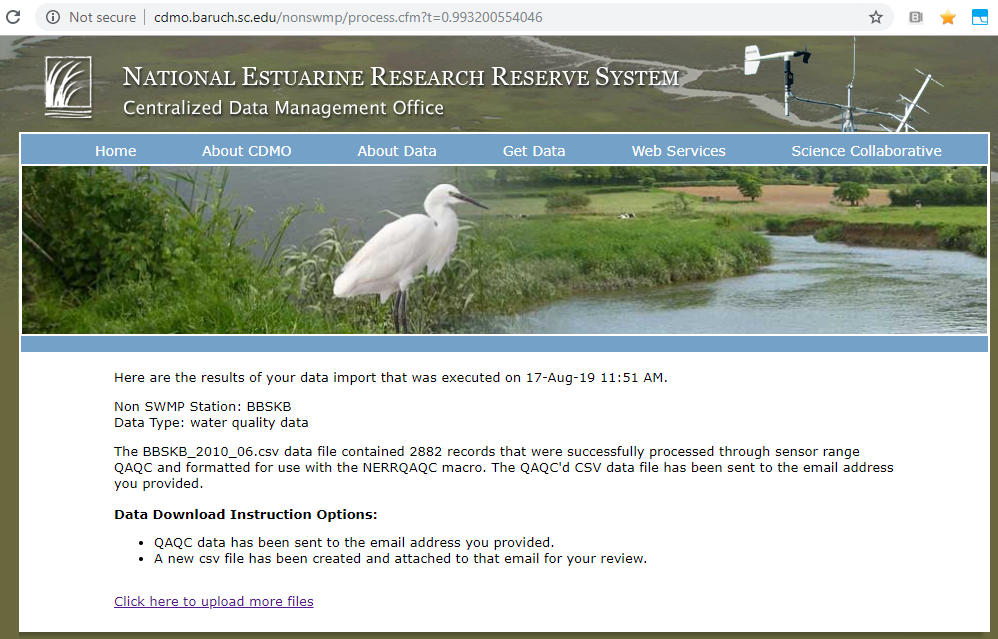 Not secure | cdmo.baruch.sc.edu/nonswmp/process.cfm?t=0.993200554046
NATIONAL ESTUARINE RESEARCH RESERVE SYSTEM
Centralized Data Management Office
Home About CDMO About Data Get Data Web Services Science Collaborative
Here are the results of your data import that was executed on 17-Aug-19 11:51 AM.
Non SWMP Station: BBSKB
Data Type: water quality data
The BBSKB_2010_06.csv data file contained 2882 records that were successfully processed through sensor range
QAQC and formatted for use with the NERRQAQC macro. The QAQC'd CSV data file has been sent to the email address
you provided.
Data Download Instruction Options:
• QAQC data has been sent to the email address you provided.
• A new csv file has been created and attached to that email for your review.
Click here to upload more files